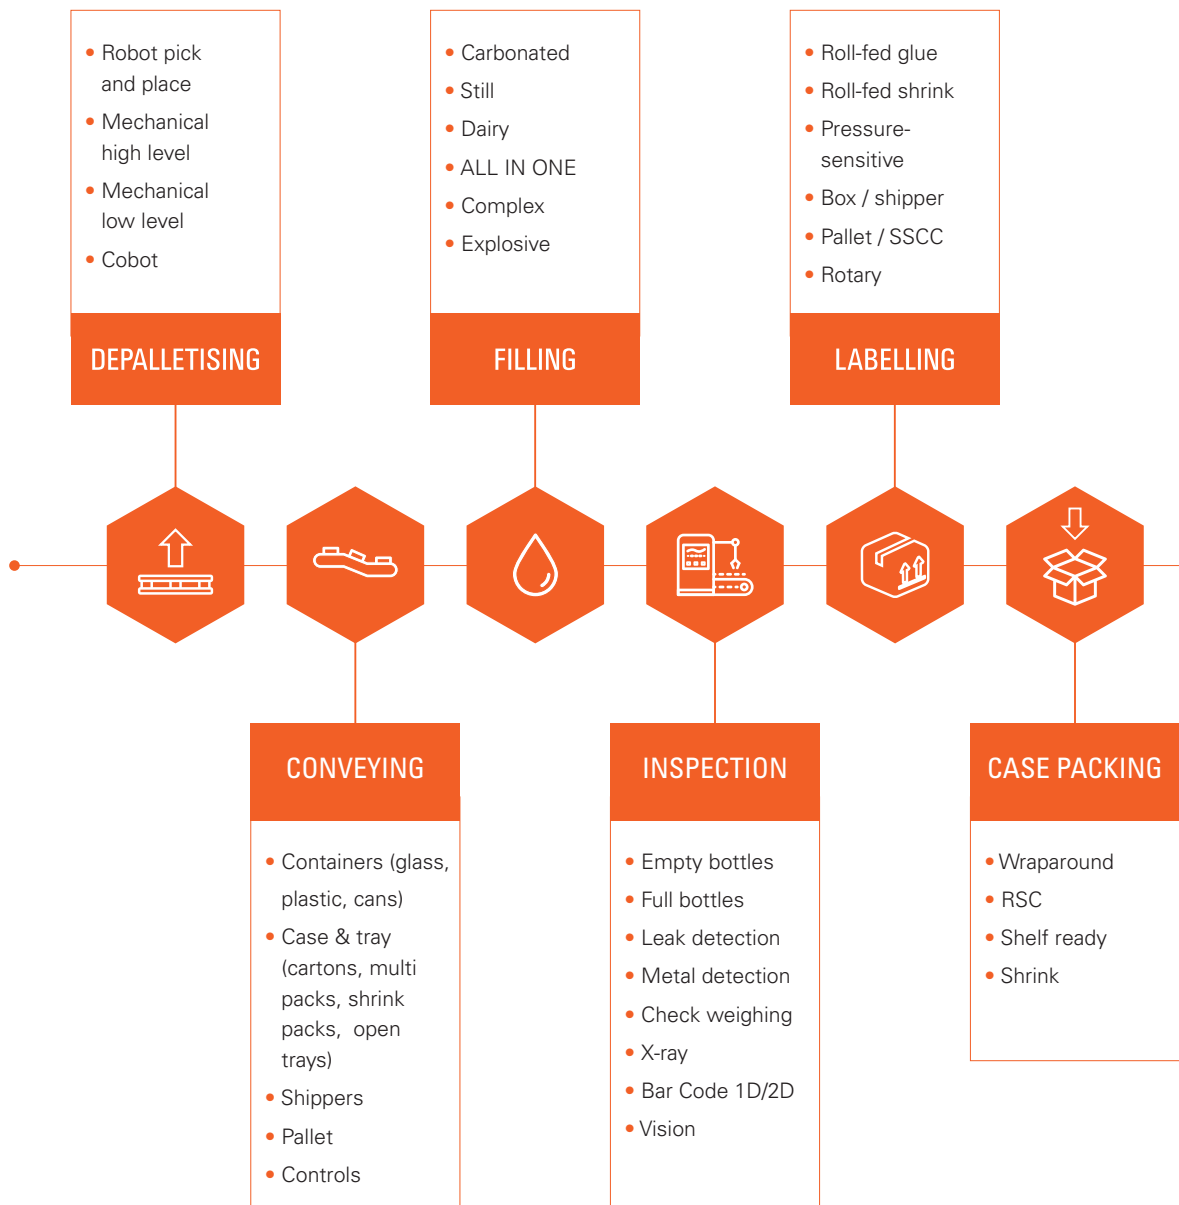 • Robot pick
and place
• Mechanical
high level
• Mechanical
low level
• Cobot
DEPALLETISING
• Carbonated
• Still
• Dairy
• ALL IN ONE
• Complex
• Explosive
FILLING
• Roll-fed glue
• Roll-fed shrink
• Pressure-
sensitive
• Box / shipper
• Pallet / SSCC
• Rotary
LABELLING
CONVEYING
• Containers (glass,
plastic, cans)
• Case & tray
(cartons, multi
packs, shrink
packs, open
trays)
• Shippers
• Pallet
• Controls
INSPECTION
• Empty bottles
• Full bottles
• Leak detection
• Metal detection
• Check weighing
• X-ray
• Bar Code 1D/2D
• Vision
CASE PACKING
• Wraparound
• RSC
• Shelf ready
• Shrink